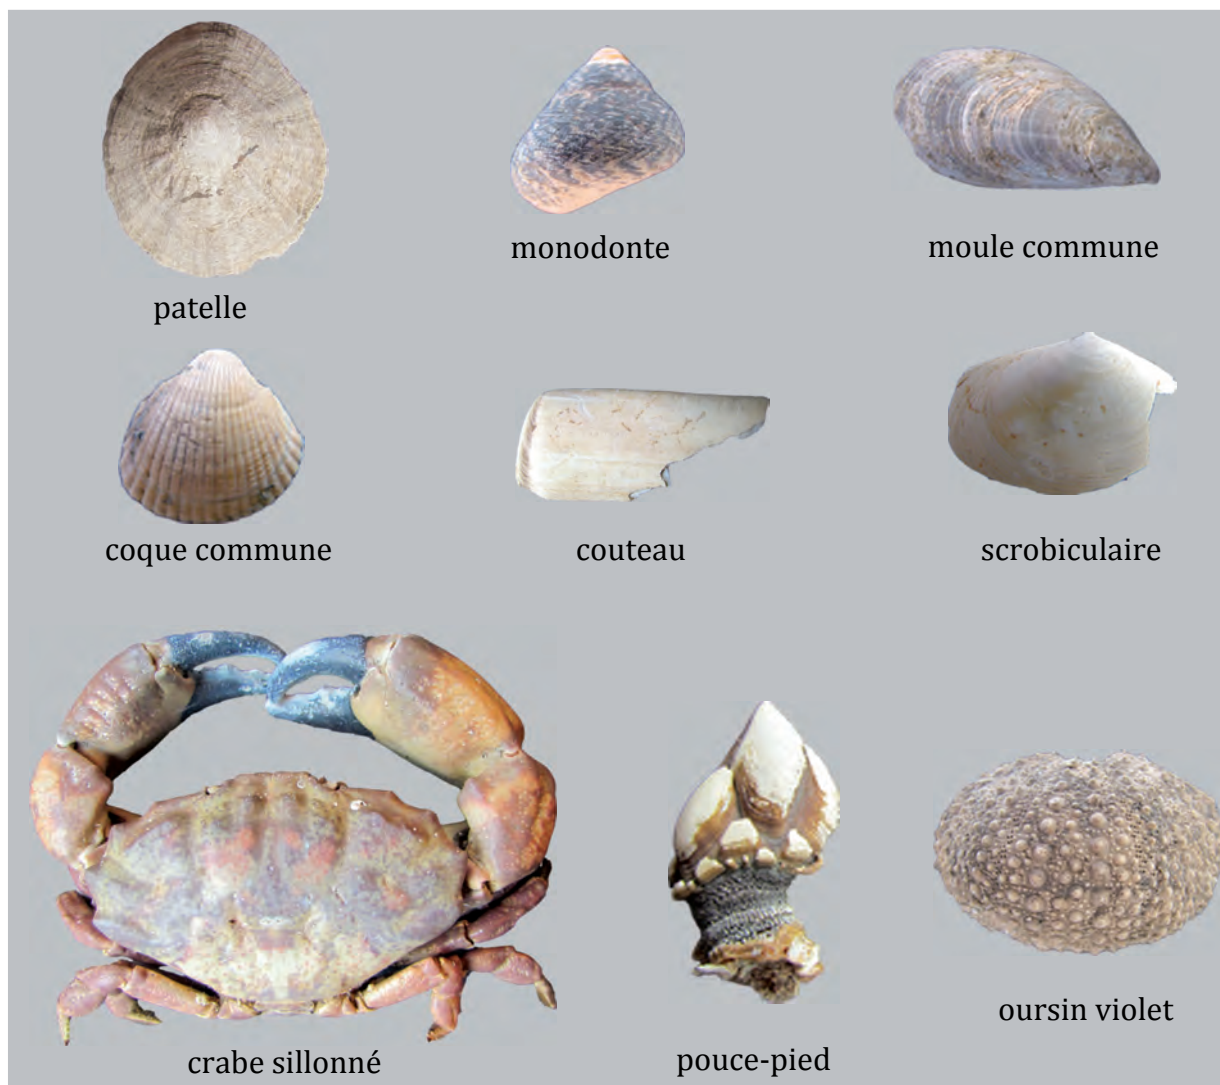 patelle
monodonte
moule commune
coque commune
couteau
scrobiculaire
crabe sillonné
pouce-pied
oursin violet